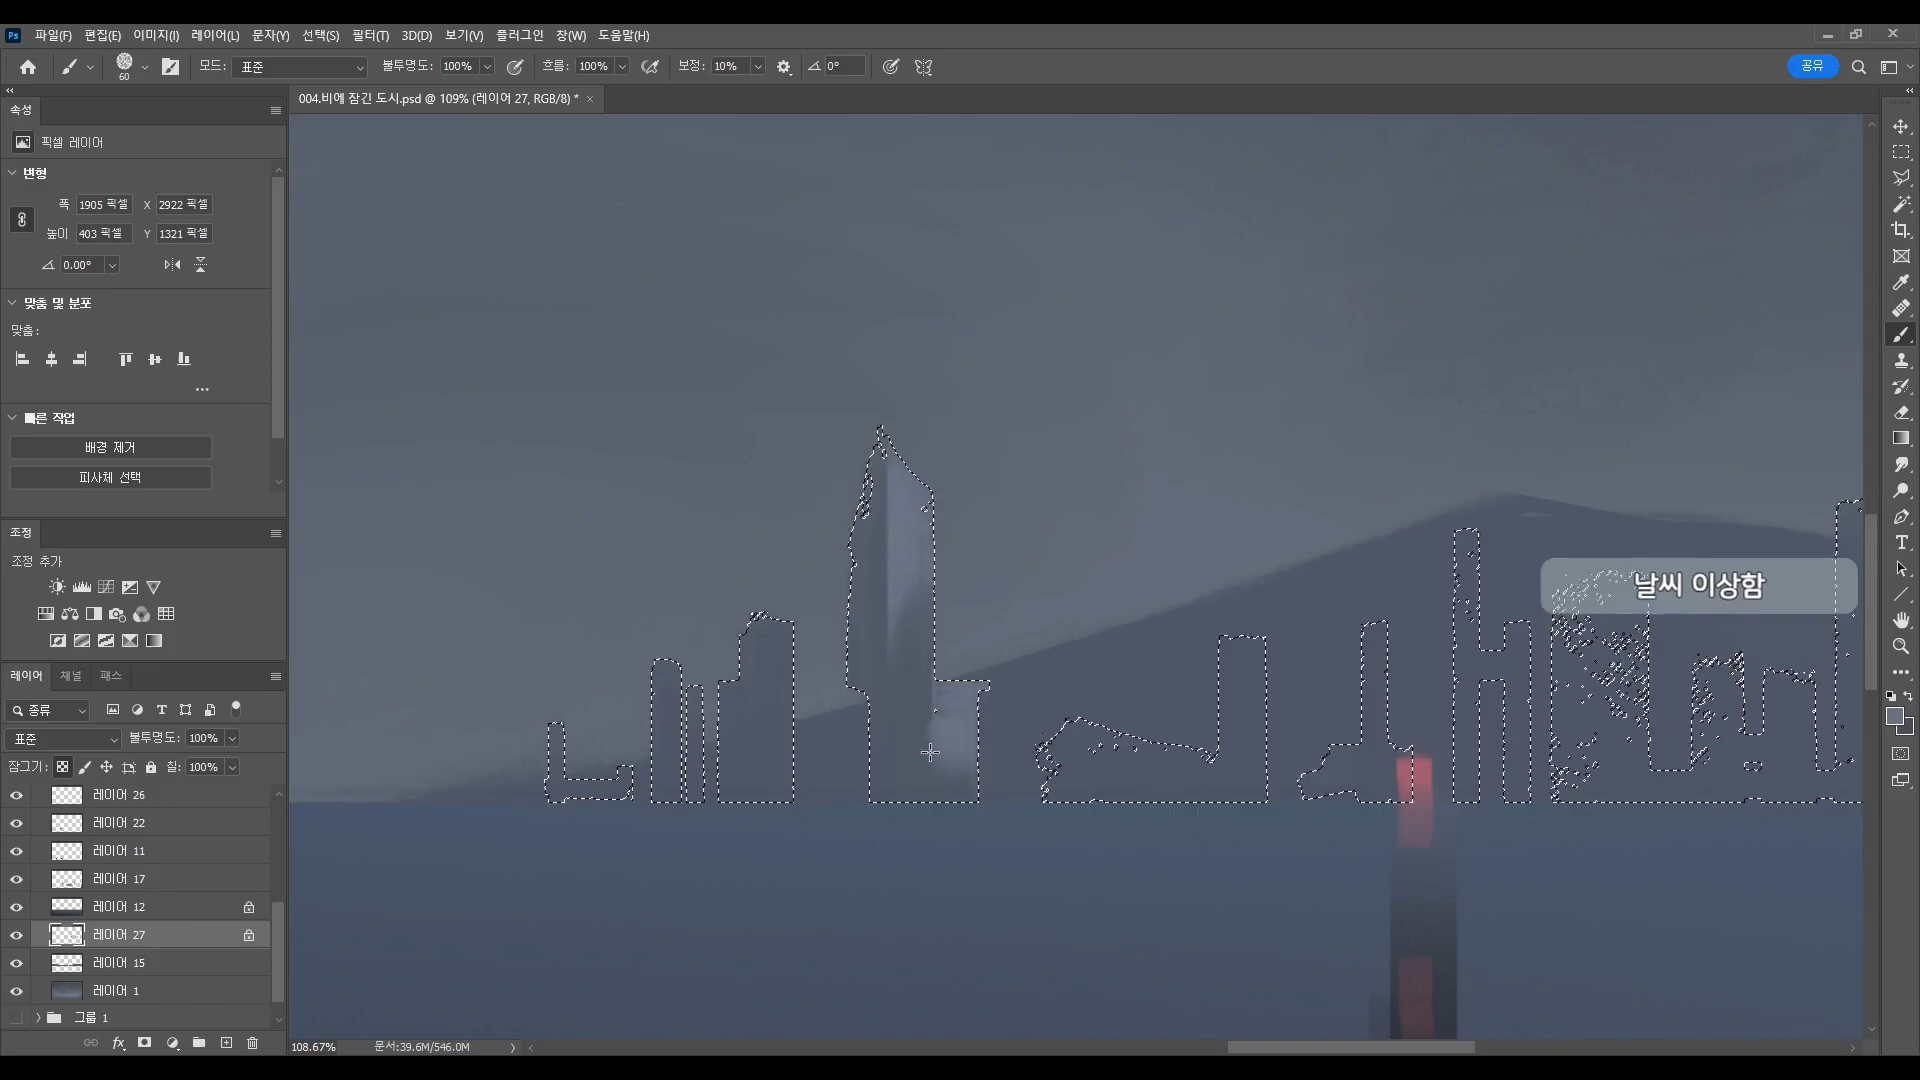 Ps 파일(F) 편집(E) 이미지(I) 레이어(L) 문자(Y) 선택(S) 필터(T) 3D(D) 보기(V) 플러그인 창(W) 도움말(H)
60 모드: 표준 불투명도: 100% 흐름: 100% 보정: 10% 0° 공유
004.비에 잠긴 도시.psd @ 109% (레이어 27, RGB/8) *
속성
픽셀 레이어
변형
폭 1905 픽셀 X 2922 픽셀
높이 403 픽셀 Y 1321 픽셀
0.00°
맞춤 및 분포
맞춤:
빠른 작업
배경 제거
피사체 선택
조정
조정 추가
날씨 이상함
레이어 채널 패스
종류
표준 불투명도: 100%
잠그기: 칠: 100%
레이어 26
레이어 22
레이어 11
레이어 17
레이어 12
레이어 27
레이어 15
레이어 1
그룹 1
fx
108.67% 문서:39.6M/546.0M